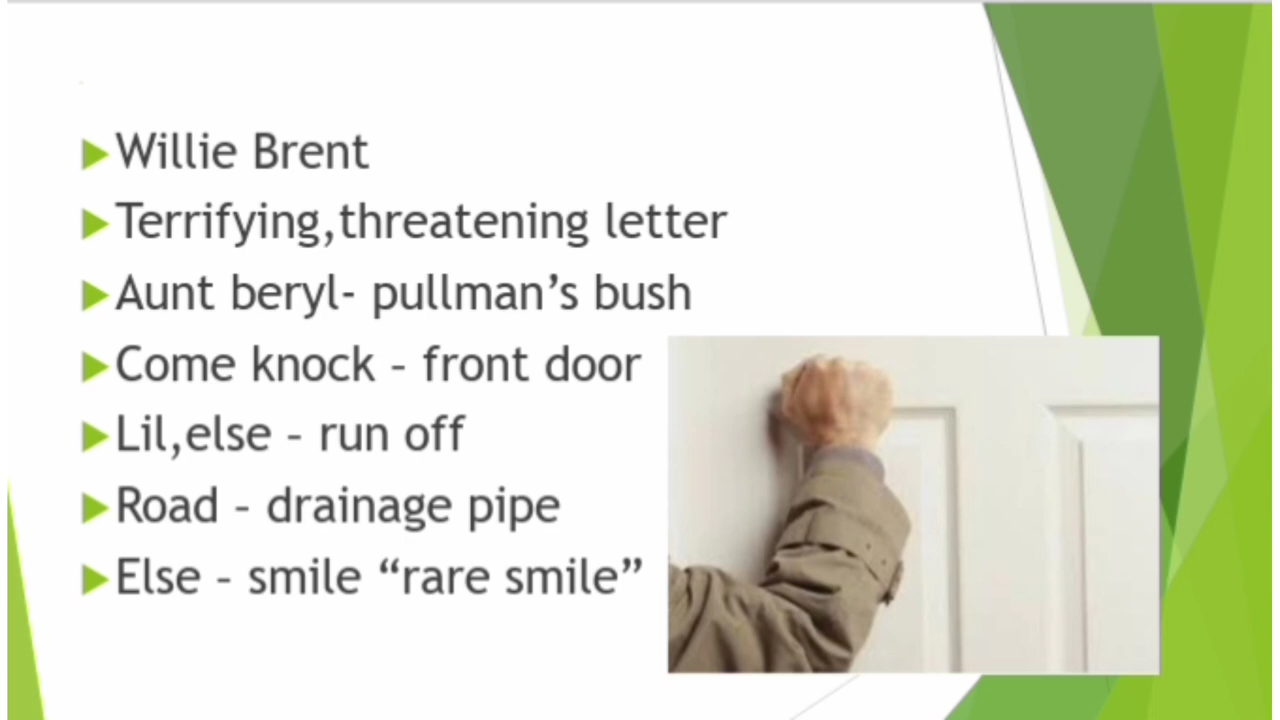 Willie Brent
Terrifying,threatening letter
Aunt beryl- pullman’s bush
Come knock – front door
Lil,else – run off
Road – drainage pipe
Else – smile “rare smile”